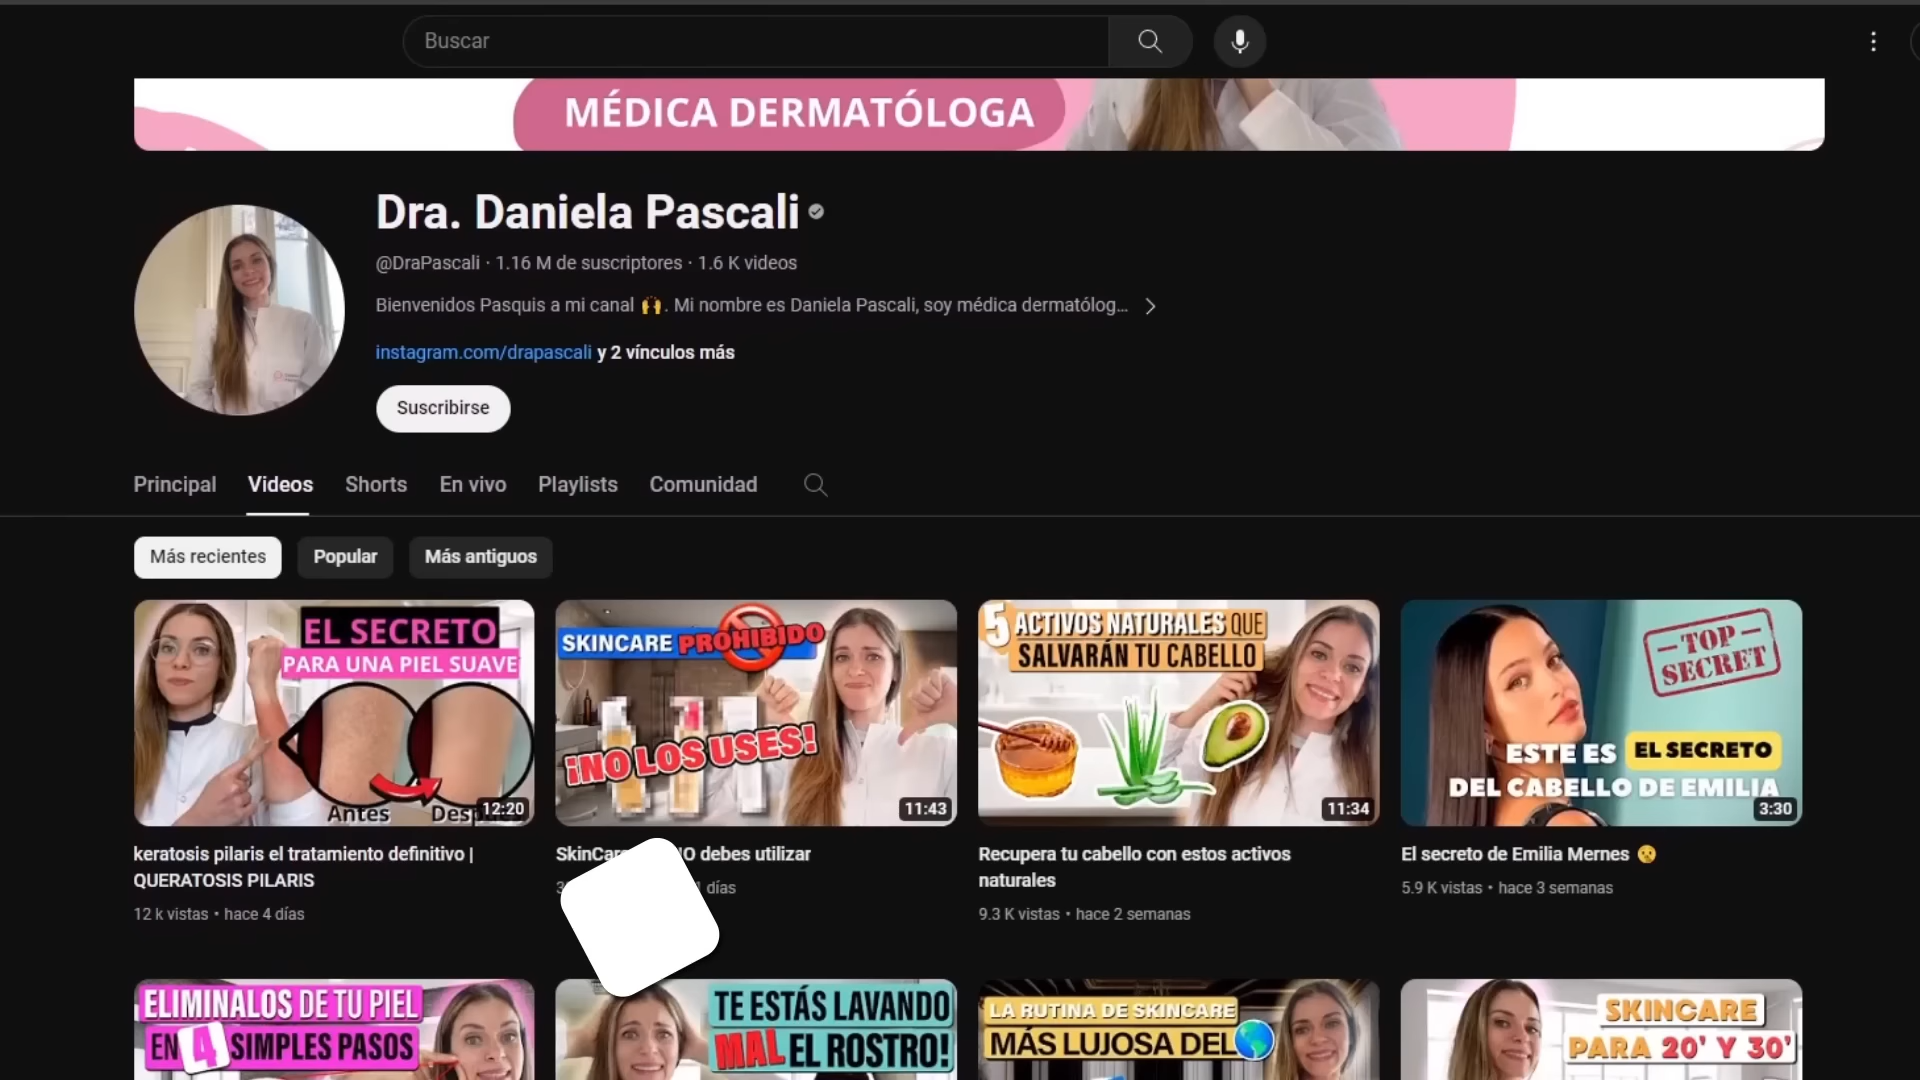 Buscar
MÉDICA DERMATÓLOGA
Dra. Daniela Pascali
@DraPascali · 1.16 M de suscriptores · 1.6 K videos
Bienvenidos Pasquis a mi canal 🙌. Mi nombre es Daniela Pascali, soy médica dermatólog...
instagram.com/drapascali y 2 vínculos más
Suscribirse
Principal Videos Shorts En vivo Playlists Comunidad
Más recientes Popular Más antiguos
EL SECRETO
PARA UNA PIEL SUAVE
Antes
12:20
keratosis pilaris el tratamiento definitivo |
QUERATOSIS PILARIS
12 k vistas • hace 4 días
SKINCARE PROHIBIDO
¡NO LOS USES!
11:43
debes utilizar
días
5 ACTIVOS NATURALES QUE
SALVARÁN TU CABELLO
11:34
Recupera tu cabello con estos activos
naturales
9.3 K vistas • hace 2 semanas
TOP
SECRET
ESTE ES EL SECRETO
DEL CABELLO DE EMILIA
3:30
El secreto de Emilia Mernes 🤫
5.9 K vistas • hace 3 semanas
ELIMINALOS DE TU PIEL
EN 4 SIMPLES PASOS
TE ESTÁS LAVANDO
MAL EL ROSTRO!
LA RUTINA DE SKINCARE
MÁS LUJOSA DEL
SKINCARE
PARA 20' Y 30'